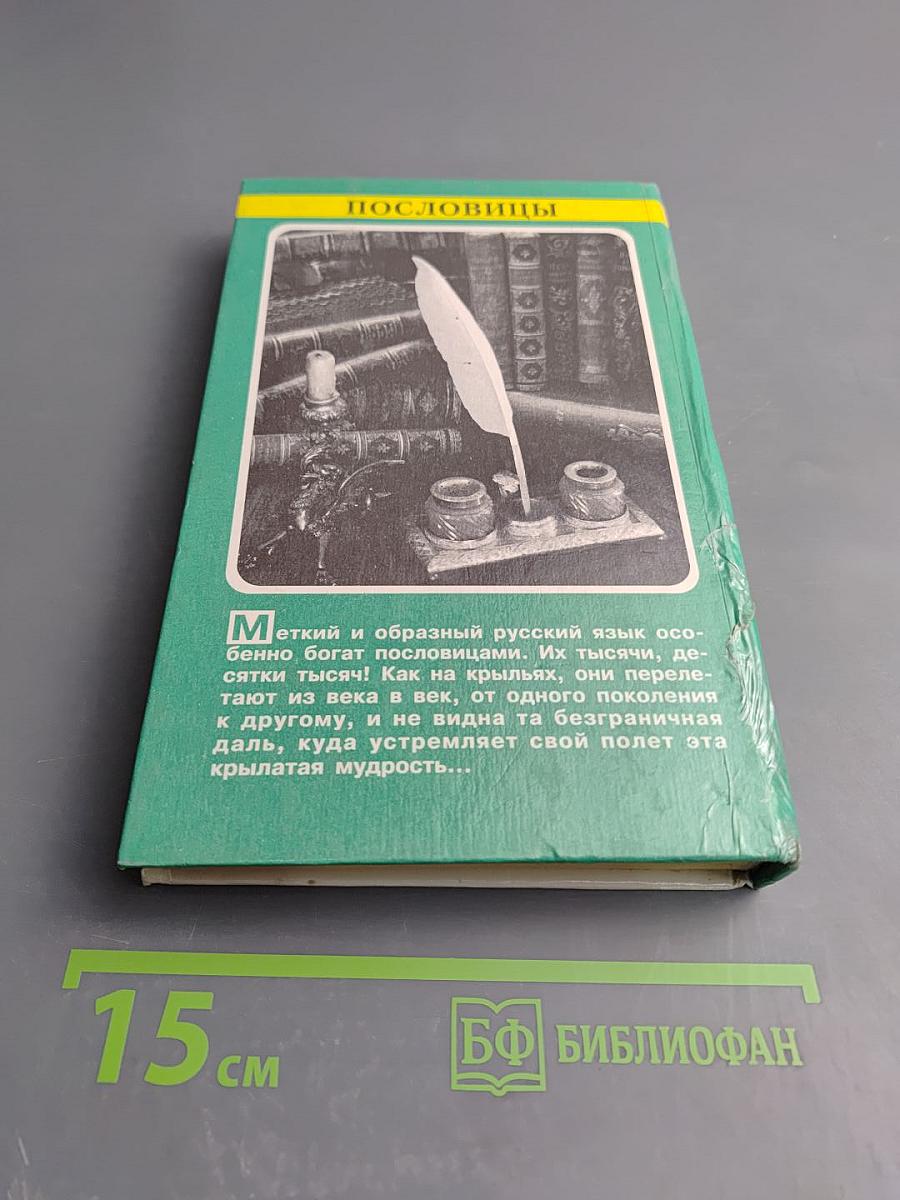 ПОСЛОВИЦЫ
Меткий и образный русский язык осо-
бенно богат пословицами. Их тысячи, де-
сятки тысяч! Как на крыльях, они переле-
тают из века в век, от одного поколения
к другому, и не видна та безграничная
даль, куда устремляет свой полет эта
крылатая мудрость...
15 см
БФ БИБЛИОФАН